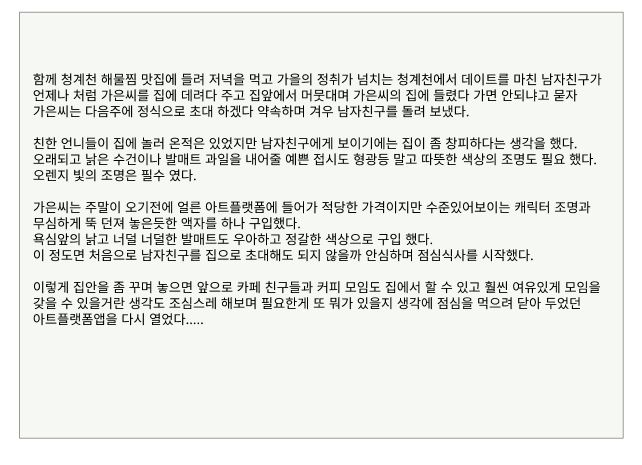 함께 청계천 해물찜 맛집에 들려 저녁을 먹고 가을의 정취가 넘치는 청계천에서 데이트를 마친 남자친구가
언제나 처럼 가은씨를 집에 데려다 주고 집앞에서 머뭇대며 가은씨의 집에 들렸다 가면 안되냐고 묻자
가은씨는 다음주에 정식으로 초대 하겠다 약속하며 겨우 남자친구를 돌려 보냈다.
친한 언니들이 집에 놀러 온적은 있었지만 남자친구에게 보이기에는 집이 좀 창피하다는 생각을 했다.
오래되고 낡은 수건이나 발매트 과일을 내어줄 예쁜 접시도 형광등 말고 따뜻한 색상의 조명도 필요 했다.
오렌지 빛의 조명은 필수 였다.
가은씨는 주말이 오기전에 얼른 아트플랫폼에 들어가 적당한 가격이지만 수준있어보이는 캐릭터 조명과
무심하게 뚝 던져 놓은듯한 액자를 하나 구입했다.
욕심앞의 낡고 너덜 너덜한 발매트도 우아하고 정갈한 색상으로 구입 했다.
이 정도면 처음으로 남자친구를 집으로 초대해도 되지 않을까 안심하며 점심식사를 시작했다.
이렇게 집안을 좀 꾸며 놓으면 앞으로 카페 친구들과 커피 모임도 집에서 할 수 있고 훨씬 여유있게 모임을
갖을 수 있을거란 생각도 조심스레 해보며 필요한게 또 뭐가 있을지 생각에 점심을 먹으려 닫아 두었던
아트플랫폼앱을 다시 열었다.....